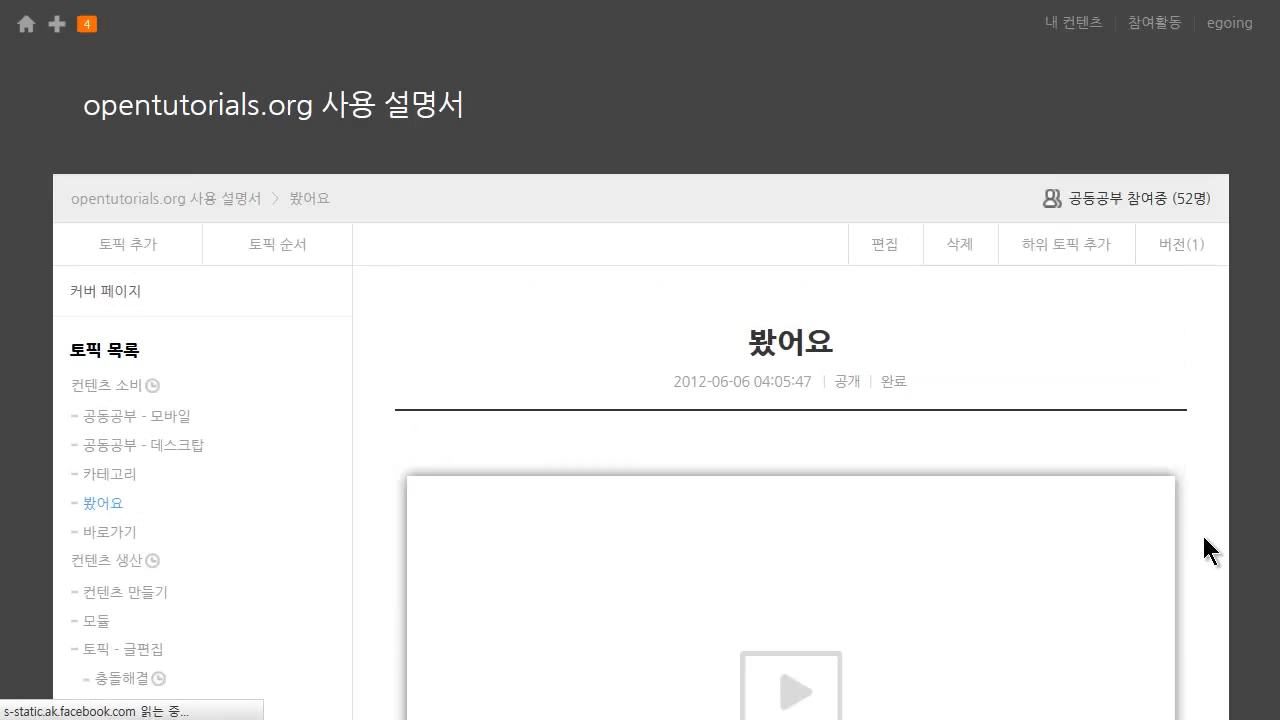 4
내 컨텐츠 참여활동 egoing
opentutorials.org 사용 설명서
opentutorials.org 사용 설명서 > 봤어요
공동공부 참여중 (52명)
토픽 추가 토픽 순서
편집 삭제 하위 토픽 추가 버전(1)
커버 페이지
토픽 목록
컨텐츠 소비
- 공동공부 - 모바일
- 공동공부 - 데스크탑
- 카테고리
- 봤어요
- 바로가기
컨텐츠 생산
- 컨텐츠 만들기
- 모듈
- 토픽 - 글편집
- 충돌해결
봤어요
2012-06-06 04:05:47 | 공개 | 완료
s-static.ak.facebook.com 읽는 중...